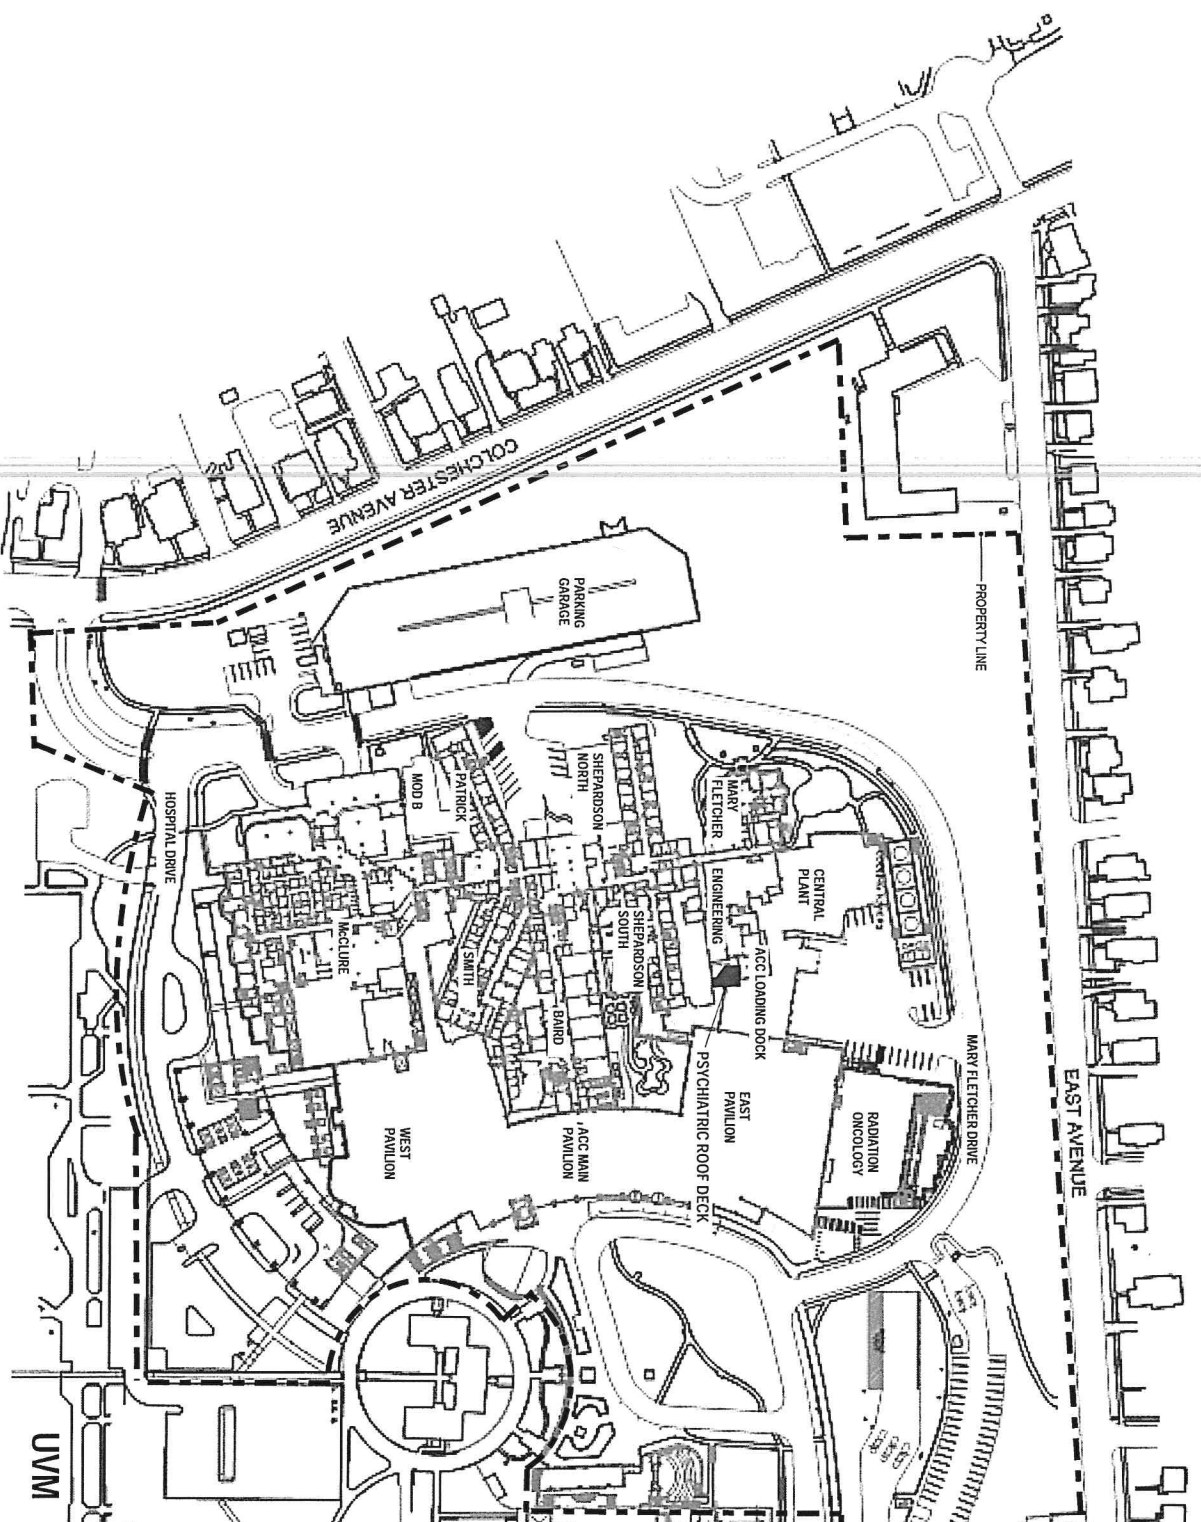 COLCHESTER AVENUE
PARKING
GARAGE
PROPERTY LINE
HOSPITAL DRIVE
MOD B
PATRICK
SHEPARDSON
NORTH
MARY
FLETCHER
ENGINEERING
CENTRAL
PLANT
McCLURE
SMITH
SHEPARDSON
SOUTH
BAIRD
ACC LOADING DOCK
PSYCHIATRIC ROOF DECK
EAST
PAVILION
RADIATION
ONCOLOGY
MARY FLETCHER DRIVE
EAST AVENUE
WEST
PAVILION
ACC MAIN
PAVILION
UVM